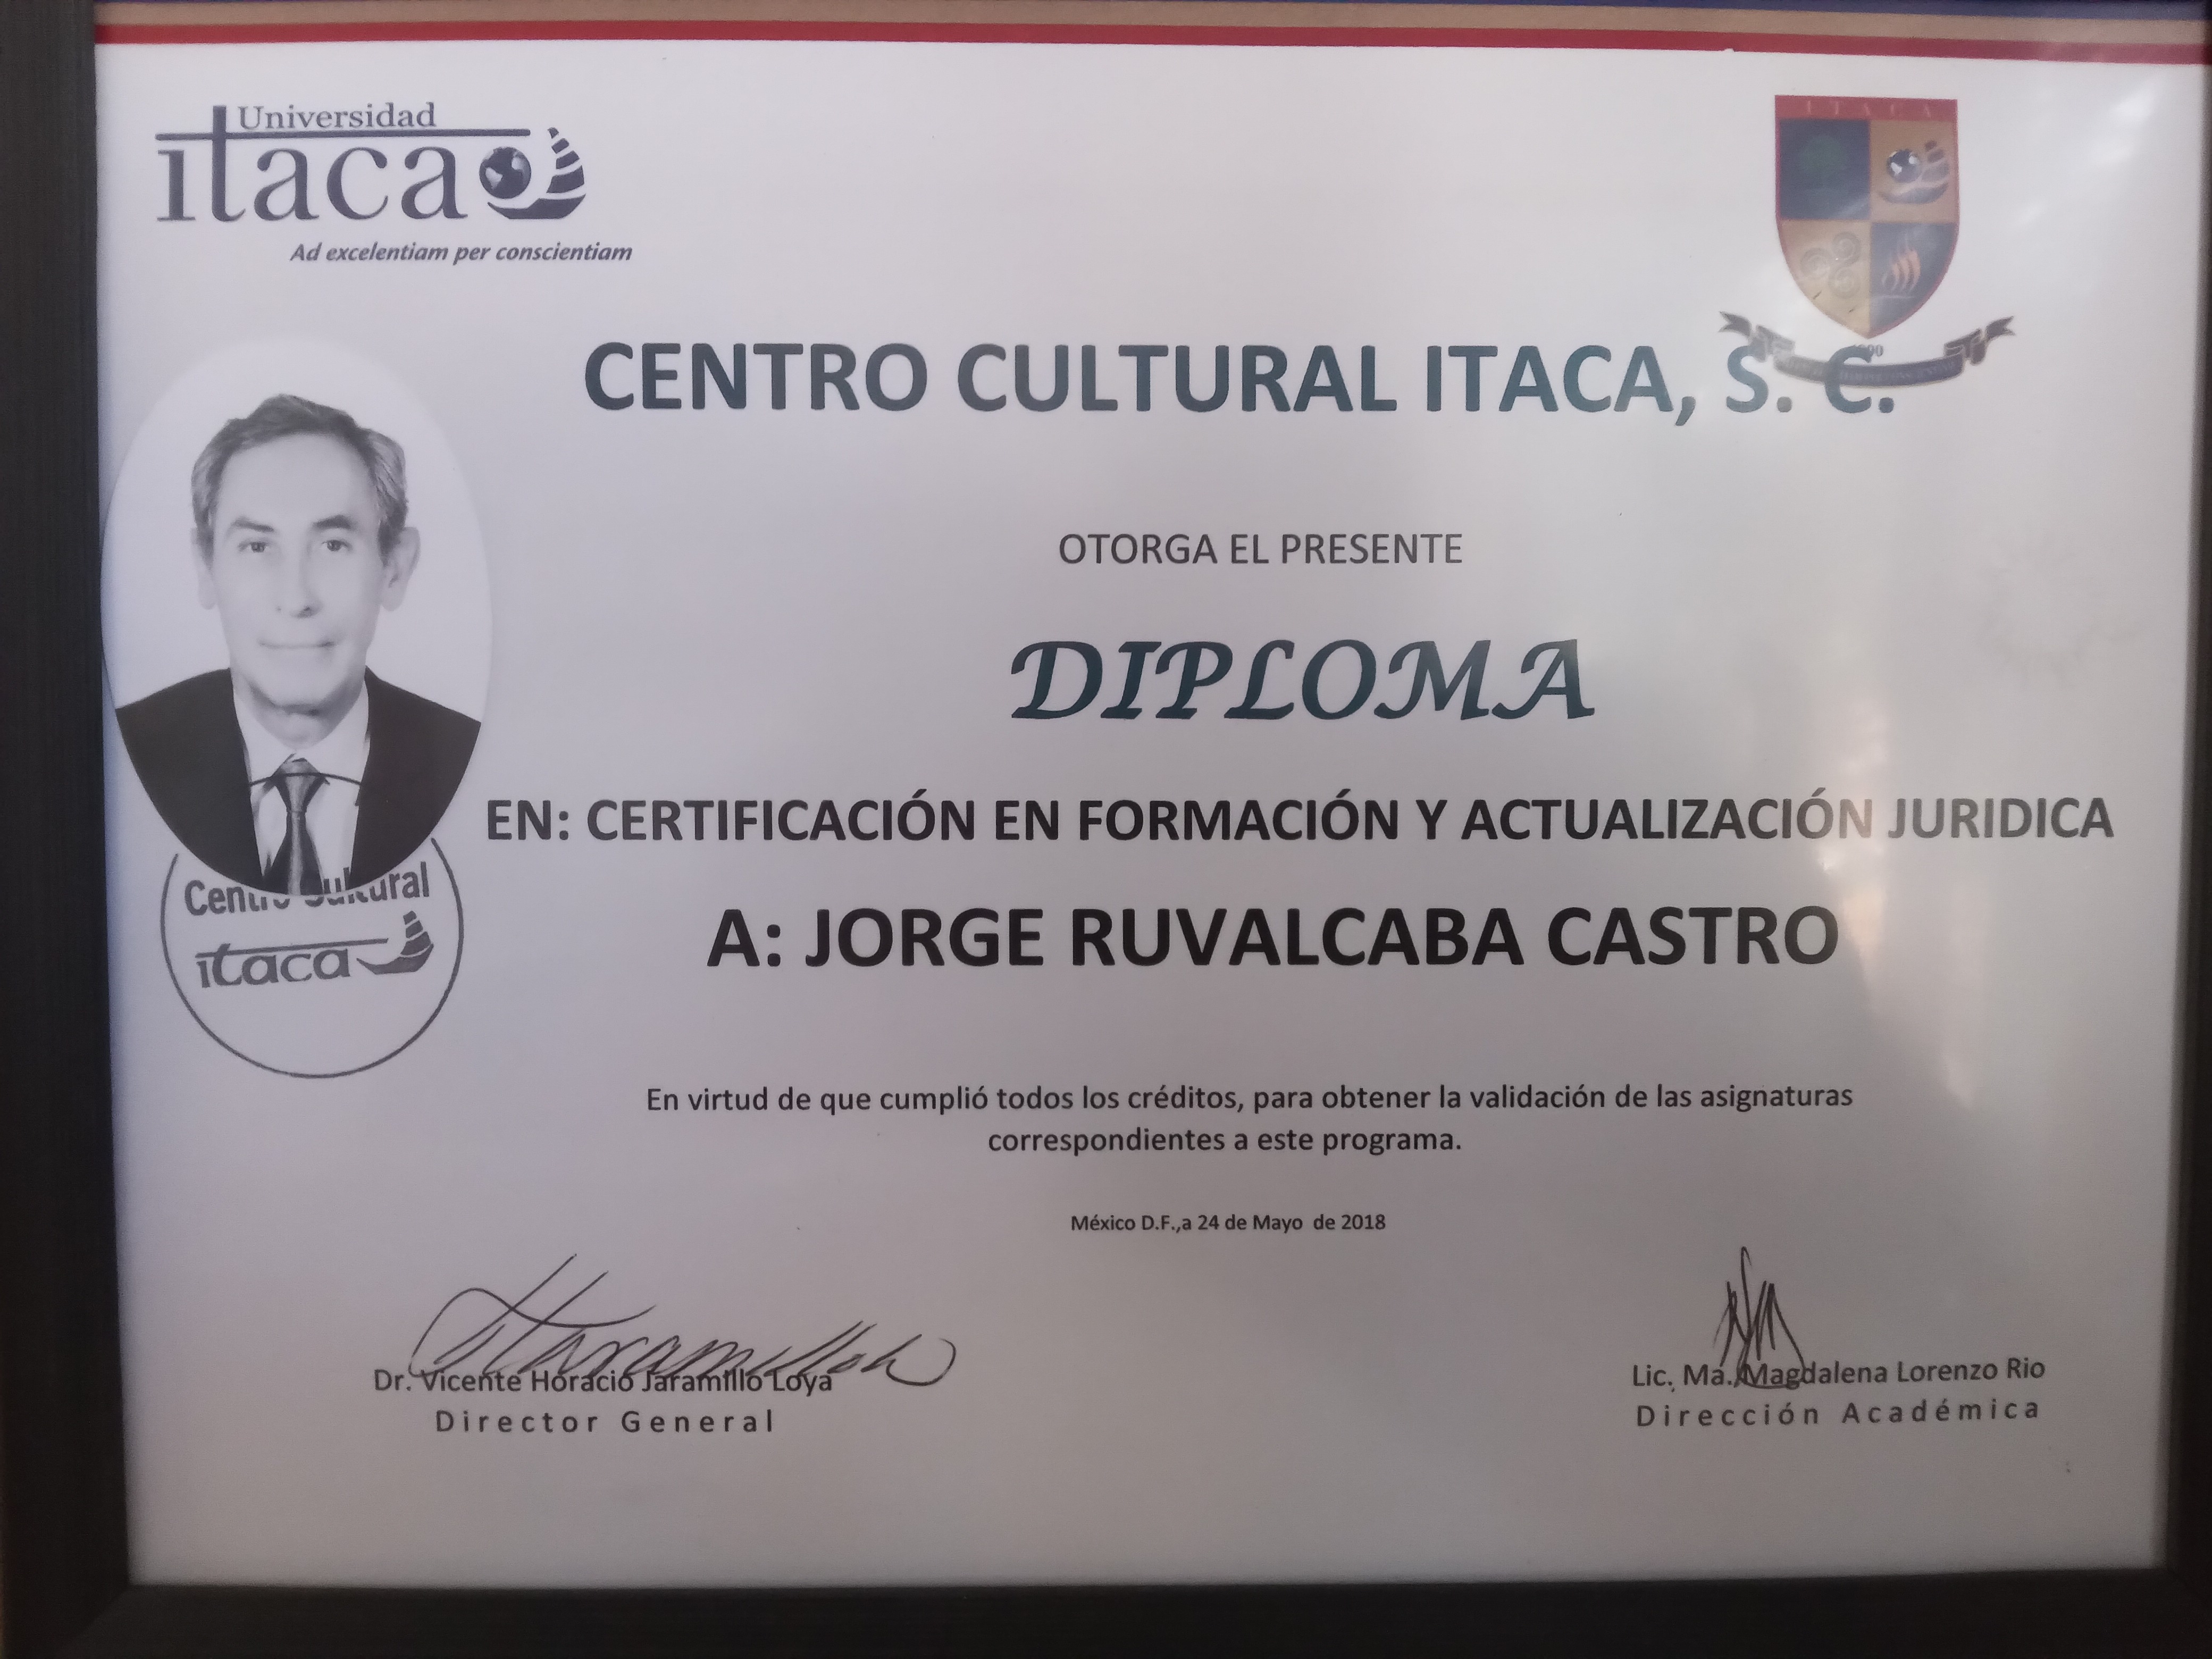 Universidad
itaca
Ad excelentiam per conscientiam
ITACA
CENTRO CULTURAL ITACA, S. C.
OTORGA EL PRESENTE
DIPLOMA
EN: CERTIFICACIÓN EN FORMACIÓN Y ACTUALIZACIÓN JURIDICA
A: JORGE RUVALCABA CASTRO
Centro Cultural
itaca
En virtud de que cumplió todos los créditos, para obtener la validación de las asignaturas
correspondientes a este programa.
México D.F.,a 24 de Mayo de 2018
Dr. Vicente Horacio Jaramillo Loya
Director General
Lic. Ma. Magdalena Lorenzo Rio
Dirección Académica